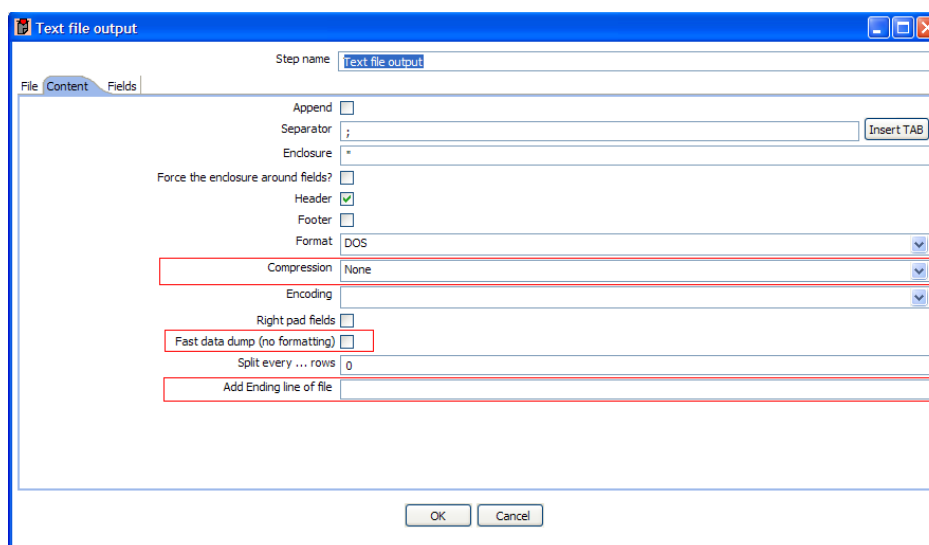 Text file output
Step name Text file output
File Content Fields
Append
Separator ; Insert TAB
Enclosure "
Force the enclosure around fields?
Header
Footer
Format DOS
Compression None
Encoding
Right pad fields
Fast data dump (no formatting)
Split every ... rows 0
Add Ending line of file
OK Cancel